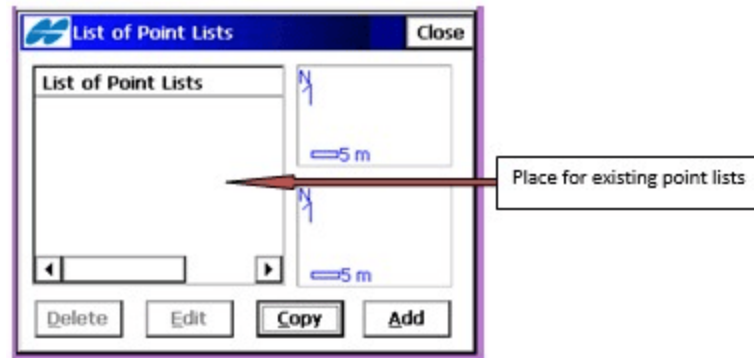 List of Point Lists
Close
List of Point Lists
N
5 m
N
5 m
Place for existing point lists
Delete
Edit
Copy
Add